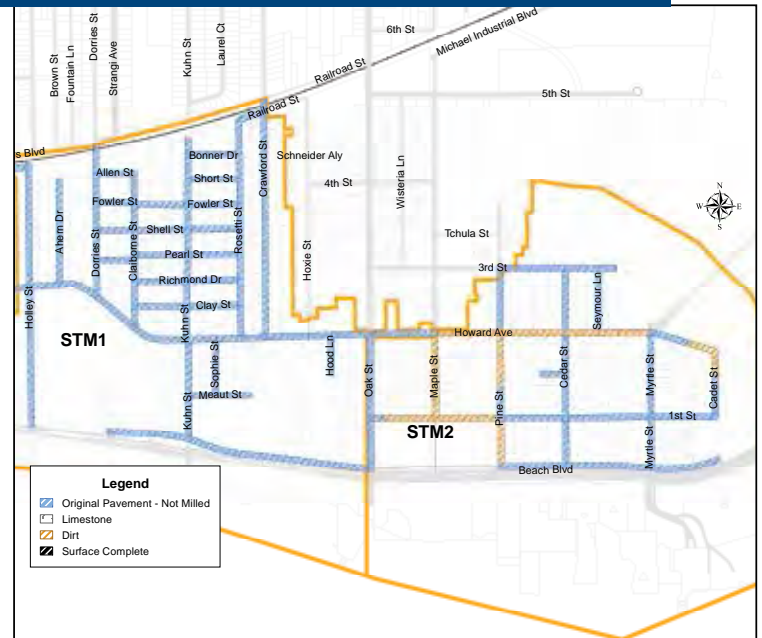 6th St
Michael Industrial Blvd
Brown St
Fountain Ln
Dorries St
Strangi Ave
Kuhn St
Laurel Ct
Railroad St
5th St
Railroad St
s Blvd
Bonner Dr
Schneider Aly
Allen St
Short St
Crawford St
4th St
Wisteria Ln
N
W
E
S
Fowler St
Fowler St
Ahern Dr
Dorries St
Claiborne St
Shell St
Rosetti St
Hoxie St
Tchula St
Pearl St
3rd St
Richmond Dr
Seymour Ln
Holley St
Clay St
Kuhn St
STM1
Howard Ave
Sophie St
Hood Ln
Oak St
Maple St
Cedar St
Myrtle St
Cadet St
Meaut St
Kuhn St
Pine St
1st St
STM2
Myrtle St
Beach Blvd
Legend
Original Pavement - Not Milled
Limestone
Dirt
Surface Complete